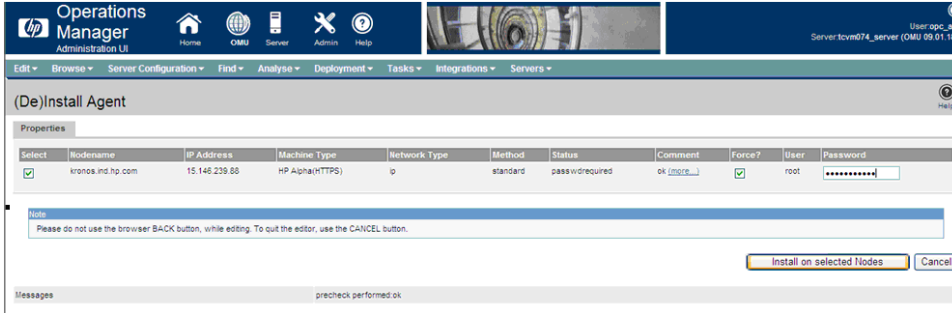 hp
Operations
Manager
Administration UI
Home
OMU
Server
Admin
Help
User:opc_a
Server:tcvm074_server (OMU 09.01.1
Edit Browse Server Configuration Find Analyse Deployment Tasks Integrations Servers
(De)Install Agent
Help
Properties
Select Nodename IP Address Machine Type Network Type Method Status Comment Force? User Password
kronos.ind.hp.com 15.146.239.88 HP Alpha(HTTPS) ip standard passwdrequired ok (more...) root
Note
Please do not use the browser BACK button, while editing. To quit the editor, use the CANCEL button.
Install on selected Nodes Cancel
Messages precheck performed:ok